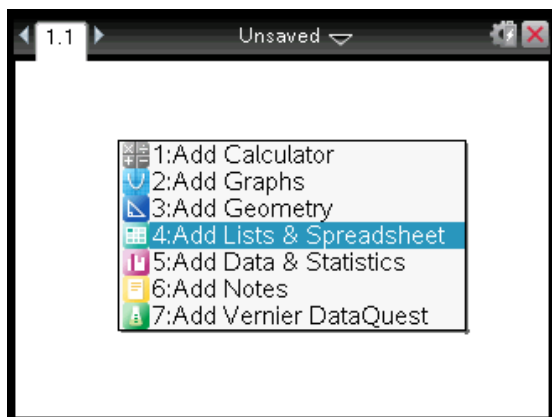 1.1 Unsaved
1:Add Calculator
2:Add Graphs
3:Add Geometry
4:Add Lists & Spreadsheet
5:Add Data & Statistics
6:Add Notes
7:Add Vernier DataQuest